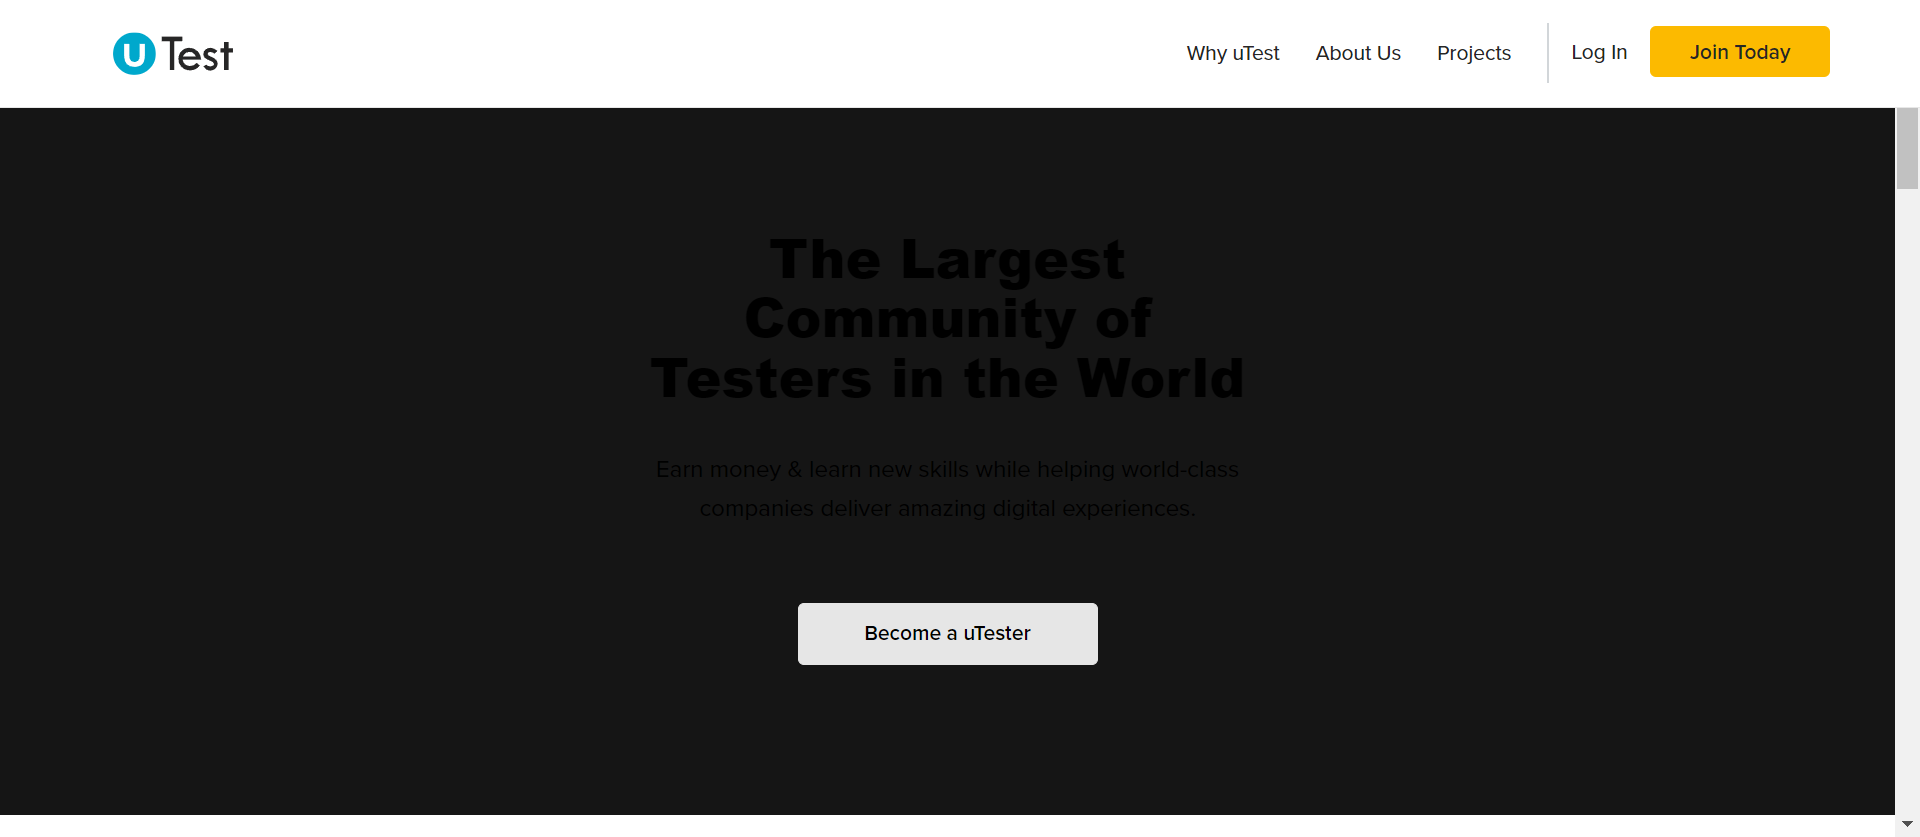 uTest
Why uTest
About Us
Projects
Log In
Join Today
The Largest
Community of
Testers in the World
Earn money & learn new skills while helping world-class
companies deliver amazing digital experiences.
Become a uTester